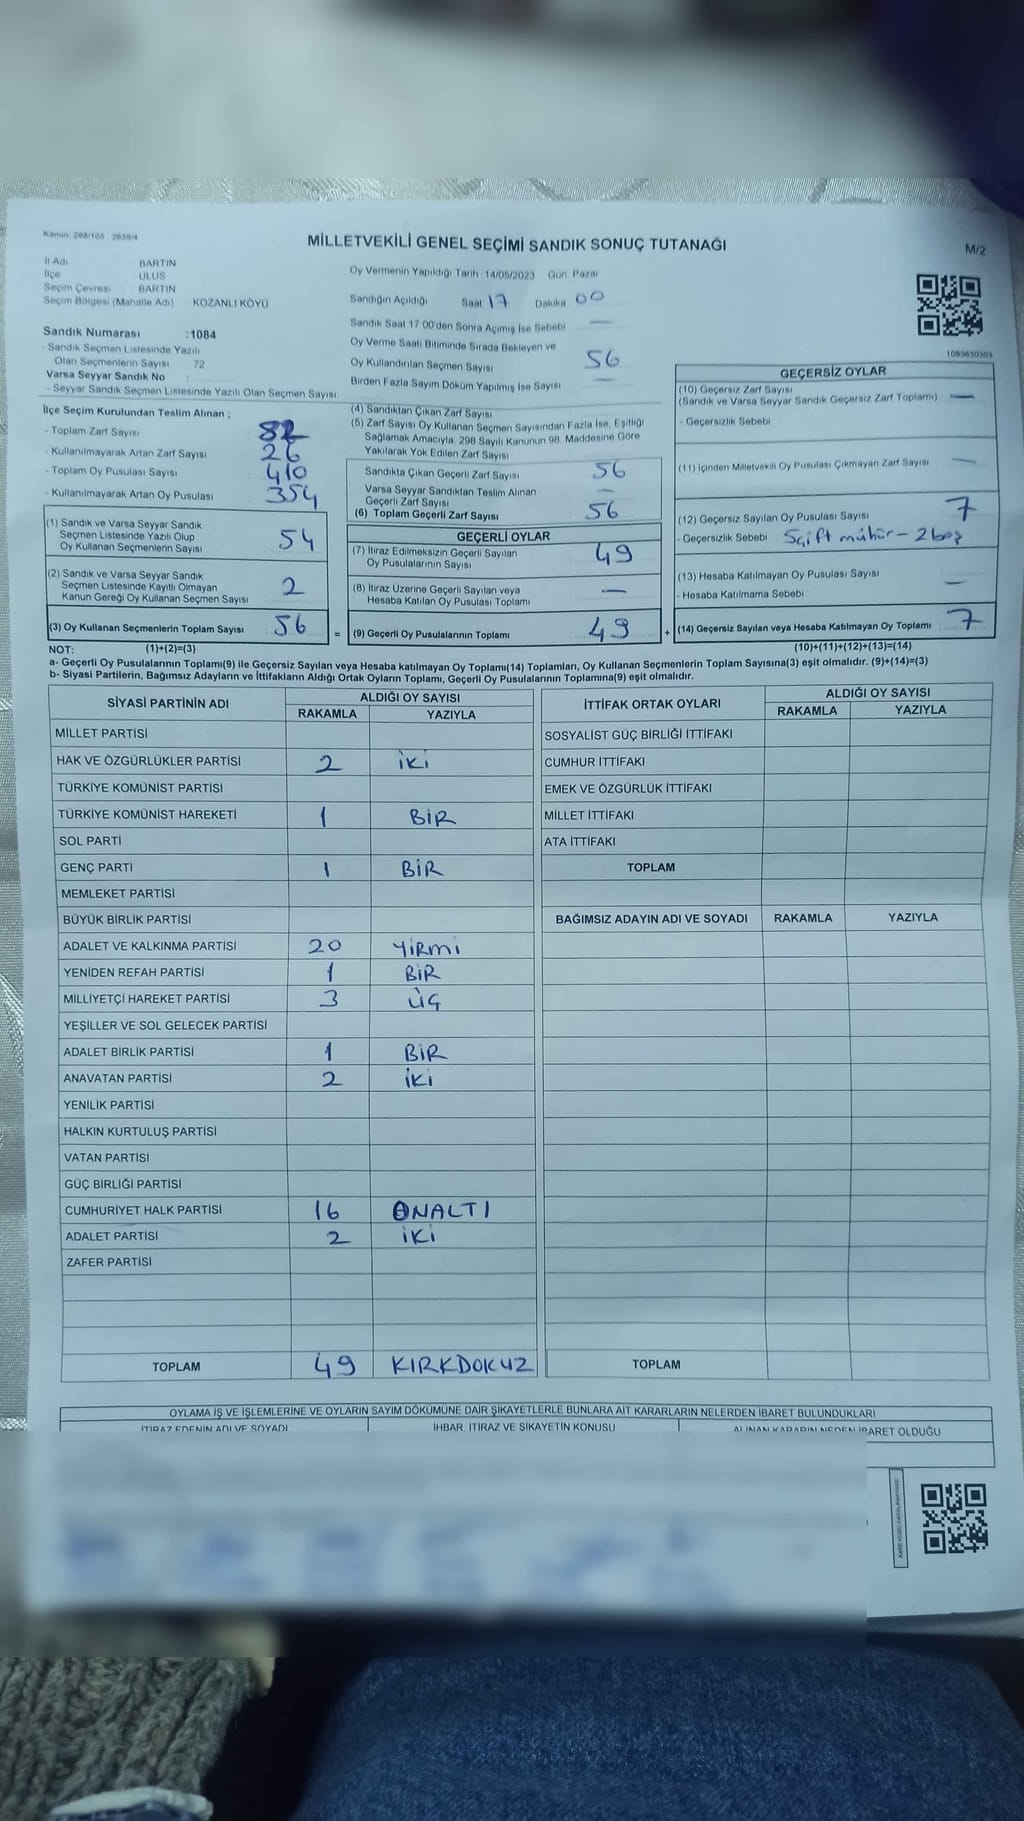 Kanun: 298/105 . 2839/4
MİLLETVEKİLİ GENEL SEÇİMİ SANDIK SONUÇ TUTANAĞI
M/2
İl Adı BARTIN
İlçe ULUS
Seçim Çevresi BARTIN
Seçim Bölgesi (Mahalle Adı) KOZANLI KÖYÜ
Sandık Numarası :1084
- Sandık Seçmen Listesinde Yazılı
Olan Seçmenlerin Sayısı 72
Varsa Seyyar Sandık No :
- Seyyar Sandık Seçmen Listesinde Yazılı Olan Seçmen Sayısı
Oy Vermenin Yapıldığı Tarih 14/05/2023 Gün: Pazar
Sandığın Açıldığı Saat 17 Dakika 00
Sandık Saat 17:00'den Sonra Açımış İse Sebebi —
Oy Verme Saati Bitiminde Sırada Bekleyen ve
Oy Kullandırılan Seçmen Sayısı 56
Birden Fazla Sayım Döküm Yapılmış İse Sayısı —
1083630303
İlçe Seçim Kurulundan Teslim Alınan ;
- Toplam Zarf Sayısı 82
- Kullanılmayarak Artan Zarf Sayısı 26
- Toplam Oy Pusulası Sayısı 410
- Kullanılmayarak Artan Oy Pusulası 354
(1) Sandık ve Varsa Seyyar Sandık
Seçmen Listesinde Yazılı Olup
Oy Kullanan Seçmenlerin Sayısı 54
(2) Sandık ve Varsa Seyyar Sandık
Seçmen Listesinde Kayıtlı Olmayan
Kanun Gereği Oy Kullanan Seçmen Sayısı 2
(3) Oy Kullanan Seçmenlerin Toplam Sayısı 56
(4) Sandıktan Çıkan Zarf Sayısı
(5) Zarf Sayısı Oy Kullanan Seçmen Sayısından Fazla İse, Eşitliği
Sağlamak Amacıyla, 298 Sayılı Kanunun 98. Maddesine Göre
Yakılarak Yok Edilen Zarf Sayısı
Sandıkta Çıkan Geçerli Zarf Sayısı 56
Varsa Seyyar Sandıktan Teslim Alınan
Geçerli Zarf Sayısı —
(6) Toplam Geçerli Zarf Sayısı 56
GEÇERLİ OYLAR
(7) İtiraz Edilmeksizin Geçerli Sayılan
Oy Pusulalarının Sayısı 49
(8) İtiraz Üzerine Geçerli Sayılan veya
Hesaba Katılan Oy Pusulası Toplamı —
= (9) Geçerli Oy Pusulalarının Toplamı 49 +
GEÇERSİZ OYLAR
(10) Geçersiz Zarf Sayısı
(Sandık ve Varsa Seyyar Sandık Geçersiz Zarf Toplamı) —
- Geçersizlik Sebebi
(11) İçinden Milletvekili Oy Pusulası Çıkmayan Zarf Sayısı —
(12) Geçersiz Sayılan Oy Pusulası Sayısı 7
- Geçersizlik Sebebi 5çift mühür - 2boş
(13) Hesaba Katılmayan Oy Pusulası Sayısı —
- Hesaba Katılmama Sebebi
(14) Geçersiz Sayılan veya Hesaba Katılmayan Oy Toplamı 7
NOT: (1)+(2)=(3) (10)+(11)+(12)+(13)=(14)
a- Geçerli Oy Pusulalarının Toplamı(9) ile Geçersiz Sayılan veya Hesaba katılmayan Oy Toplamı(14) Toplamları, Oy Kullanan Seçmenlerin Toplam Sayısına(3) eşit olmalıdır. (9)+(14)=(3)
b- Siyasi Partilerin, Bağımsız Adayların ve İttifakların Aldığı Ortak Oyların Toplamı, Geçerli Oy Pusulalarının Toplamına(9) eşit olmalıdır.
SİYASİ PARTİNİN ADI ALDIĞI OY SAYISI
RAKAMLA YAZIYLA
MİLLET PARTİSİ
HAK VE ÖZGÜRLÜKLER PARTİSİ 2 İKİ
TÜRKİYE KOMÜNİST PARTİSİ
TÜRKİYE KOMÜNİST HAREKETİ 1 BİR
SOL PARTİ
GENÇ PARTİ 1 BİR
MEMLEKET PARTİSİ
BÜYÜK BİRLİK PARTİSİ
ADALET VE KALKINMA PARTİSİ 20 YİRMİ
YENİDEN REFAH PARTİSİ 1 BİR
MİLLİYETÇİ HAREKET PARTİSİ 3 ÜÇ
YEŞİLLER VE SOL GELECEK PARTİSİ
ADALET BİRLİK PARTİSİ 1 BİR
ANAVATAN PARTİSİ 2 İKİ
YENİLİK PARTİSİ
HALKIN KURTULUŞ PARTİSİ
VATAN PARTİSİ
GÜÇ BİRLİĞİ PARTİSİ
CUMHURİYET HALK PARTİSİ 16 ONALTI
ADALET PARTİSİ 2 İKİ
ZAFER PARTİSİ
TOPLAM 49 KIRKDOKUZ
İTTİFAK ORTAK OYLARI ALDIĞI OY SAYISI
RAKAMLA YAZIYLA
SOSYALİST GÜÇ BİRLİĞİ İTTİFAKI
CUMHUR İTTİFAKI
EMEK VE ÖZGÜRLÜK İTTİFAKI
MİLLET İTTİFAKI
ATA İTTİFAKI
TOPLAM
BAĞIMSIZ ADAYIN ADI VE SOYADI RAKAMLA YAZIYLA
TOPLAM
OYLAMA İŞ VE İŞLEMLERİNE VE OYLARIN SAYIM DÖKÜMÜNE DAİR ŞİKAYETLERLE BUNLARA AİT KARARLARIN NELERDEN İBARET BULUNDUKLARI
İTİRAZ EDENİN ADI VE SOYADI İHBAR, İTİRAZ VE ŞİKAYETİN KONUSU ALINAN KARARIN NEDEN İBARET OLDUĞU